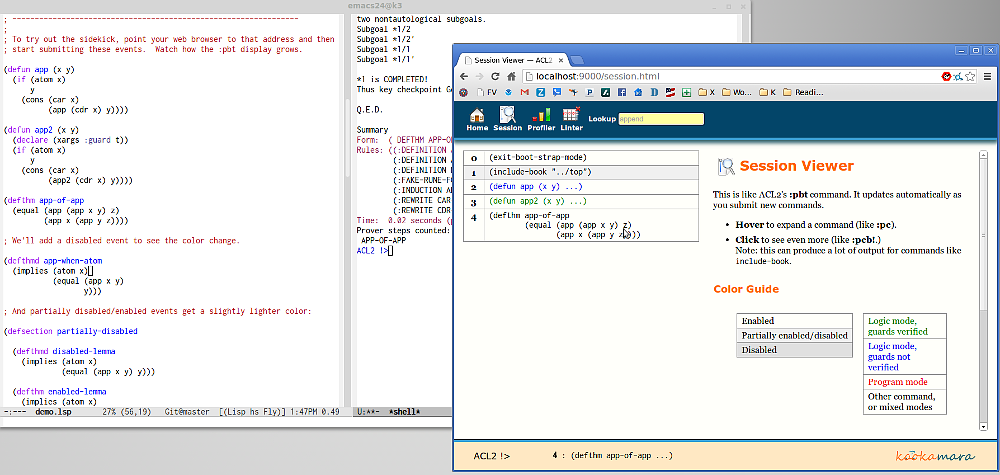 emacs24@k3
; ---------------------------------------------------------------
;
; To try out the sidekick, point your web browser to that address and then
; start submitting these events.  Watch how the :pbt display grows.
(defun app (x y)
(if (atom x)
y
(cons (car x)
(app (cdr x) y))))
(defun app2 (x y)
(declare (xargs :guard t))
(if (atom x)
y
(cons (car x)
(app2 (cdr x) y))))
(defthm app-of-app
(equal (app (app x y) z)
(app x (app y z))))
; We'll add a disabled event to see the color change.
(defthmd app-when-atom
(implies (atom x)
(equal (app x y)
y)))
; And partially disabled/enabled events get a slightly lighter color:
(defsection partially-disabled
(defthmd disabled-lemma
(implies (atom x)
(equal (app x y) y)))
(defthm enabled-lemma
(implies (atom x)
-:---  demo.lsp  27% (56,19)  Git@master  [(Lisp hs Fly)] 1:47PM 0.49
two nontautological subgoals.
Subgoal *1/2
Subgoal *1/2'
Subgoal *1/1
Subgoal *1/1'
*1 is COMPLETED!
Thus key checkpoint
Q.E.D.
Summary
Form:  ( DEFTHM APP-
Rules: ((:DEFINITION
(:DEFINITION
(:DEFINITION
(:FAKE-RUNE-F
(:INDUCTION
(:REWRITE CAR
(:REWRITE CDR
Time:  0.02 seconds
Prover steps counted:
APP-OF-APP
ACL2 !>
U:**-  *shell*
Session Viewer — ACL2
localhost:9000/session.html
FV
X
Wo...
K
Readi...
Home
Session
Profiler
Linter
Lookup
append
0 (exit-boot-strap-mode)
1 (include-book "../top")
2 (defun app (x y) ...)
3 (defun app2 (x y) ...)
4 (defthm app-of-app
(equal (app (app x y) z)
(app x (app y z)))
Session Viewer
This is like ACL2's :pbt command. It updates automatically as
you submit new commands.
• Hover to expand a command (like :pe).
• Click to see even more (like :pcb!.)
Note: this can produce a lot of output for commands like
include-book.
Color Guide
Enabled
Partially enabled/disabled
Disabled
Logic mode,
guards verified
Logic mode,
guards not
verified
Program mode
Other command,
or mixed modes
ACL2 !>
4 : (defthm app-of-app ...)
kookamara